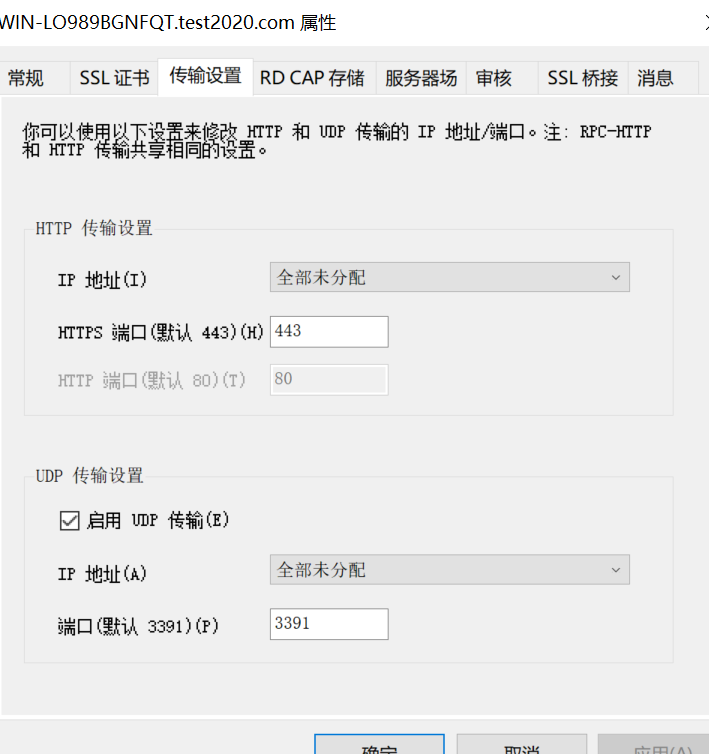 WIN-LO989BGNFQT.test2020.com 属性
常规 SSL 证书 传输设置 RD CAP 存储 服务器场 审核 SSL 桥接 消息
你可以使用以下设置来修改 HTTP 和 UDP 传输的 IP 地址/端口。注: RPC-HTTP
和 HTTP 传输共享相同的设置。
HTTP 传输设置
IP 地址(I) 全部未分配
HTTPS 端口(默认 443)(H) 443
HTTP 端口(默认 80)(T) 80
UDP 传输设置
启用 UDP 传输(E)
IP 地址(A) 全部未分配
端口(默认 3391)(P) 3391
确定 取消 应用(A)